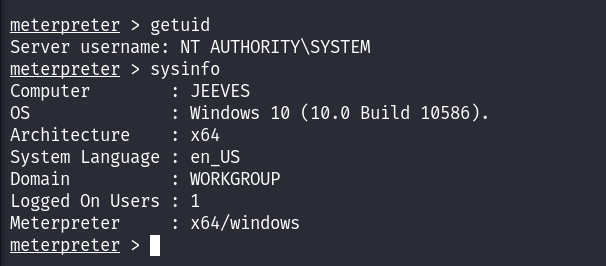 meterpreter > getuid
Server username: NT AUTHORITY\SYSTEM
meterpreter > sysinfo
Computer        : JEEVES
OS              : Windows 10 (10.0 Build 10586).
Architecture    : x64
System Language : en_US
Domain          : WORKGROUP
Logged On Users : 1
Meterpreter     : x64/windows
meterpreter >